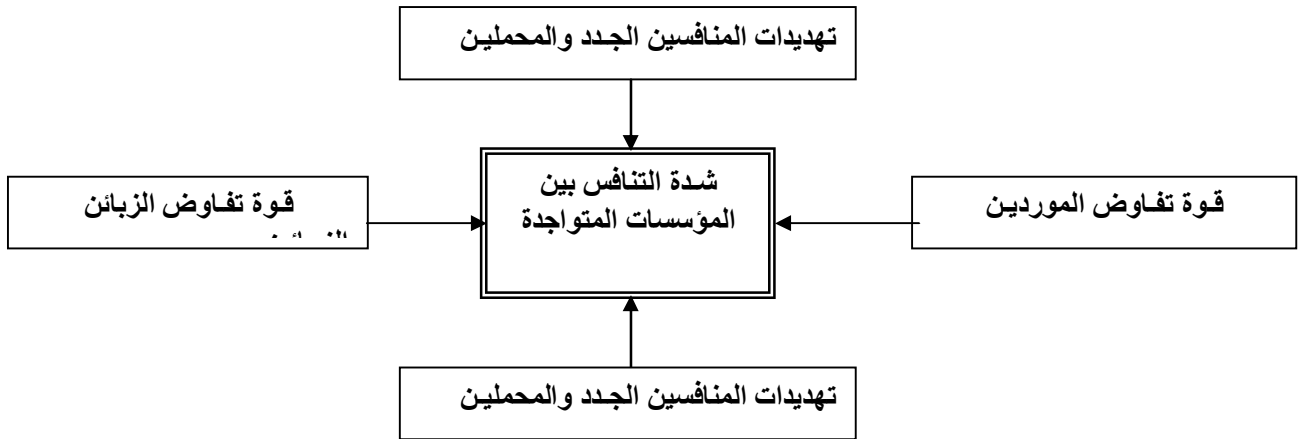 تهديدات المنافسين الجدد والمحملين
شدة التنافس بين
المؤسسات المتواجدة
قوة تفاوض الموردين
قوة تفاوض الزبائن
تهديدات المنافسين الجدد والمحملين